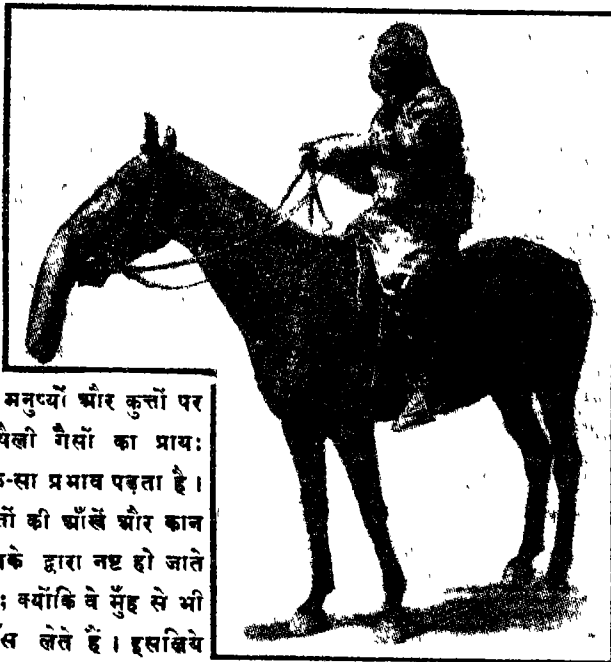 मनुष्यों और कुत्तों पर
गैसों का प्राय:
प्रभाव पड़ता है ।
की आँखें और कान
द्वारा नष्ट हो जाते
; क्योंकि वे मुँह से भी
लेते हैं । इसलिये